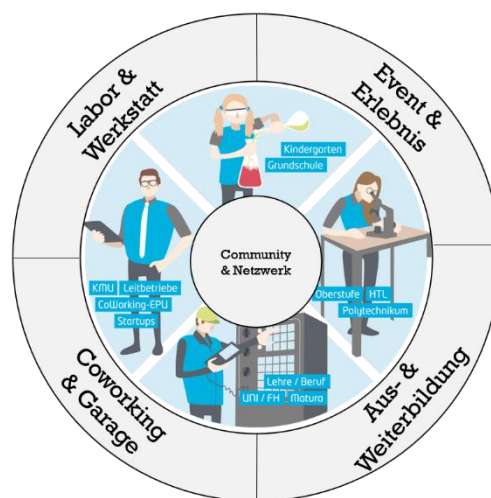 Labor &
Werkstatt
Event &
Erlebnis
Kindergarten
Grundschule
KMU Leitbetriebe
CoWorking-EPU
Startups
Community
& Netzwerk
Oberstufe HTL
Polytechnikum
Lehre / Beruf
UNI / FH Matura
Coworking
& Garage
Aus- &
Weiterbildung